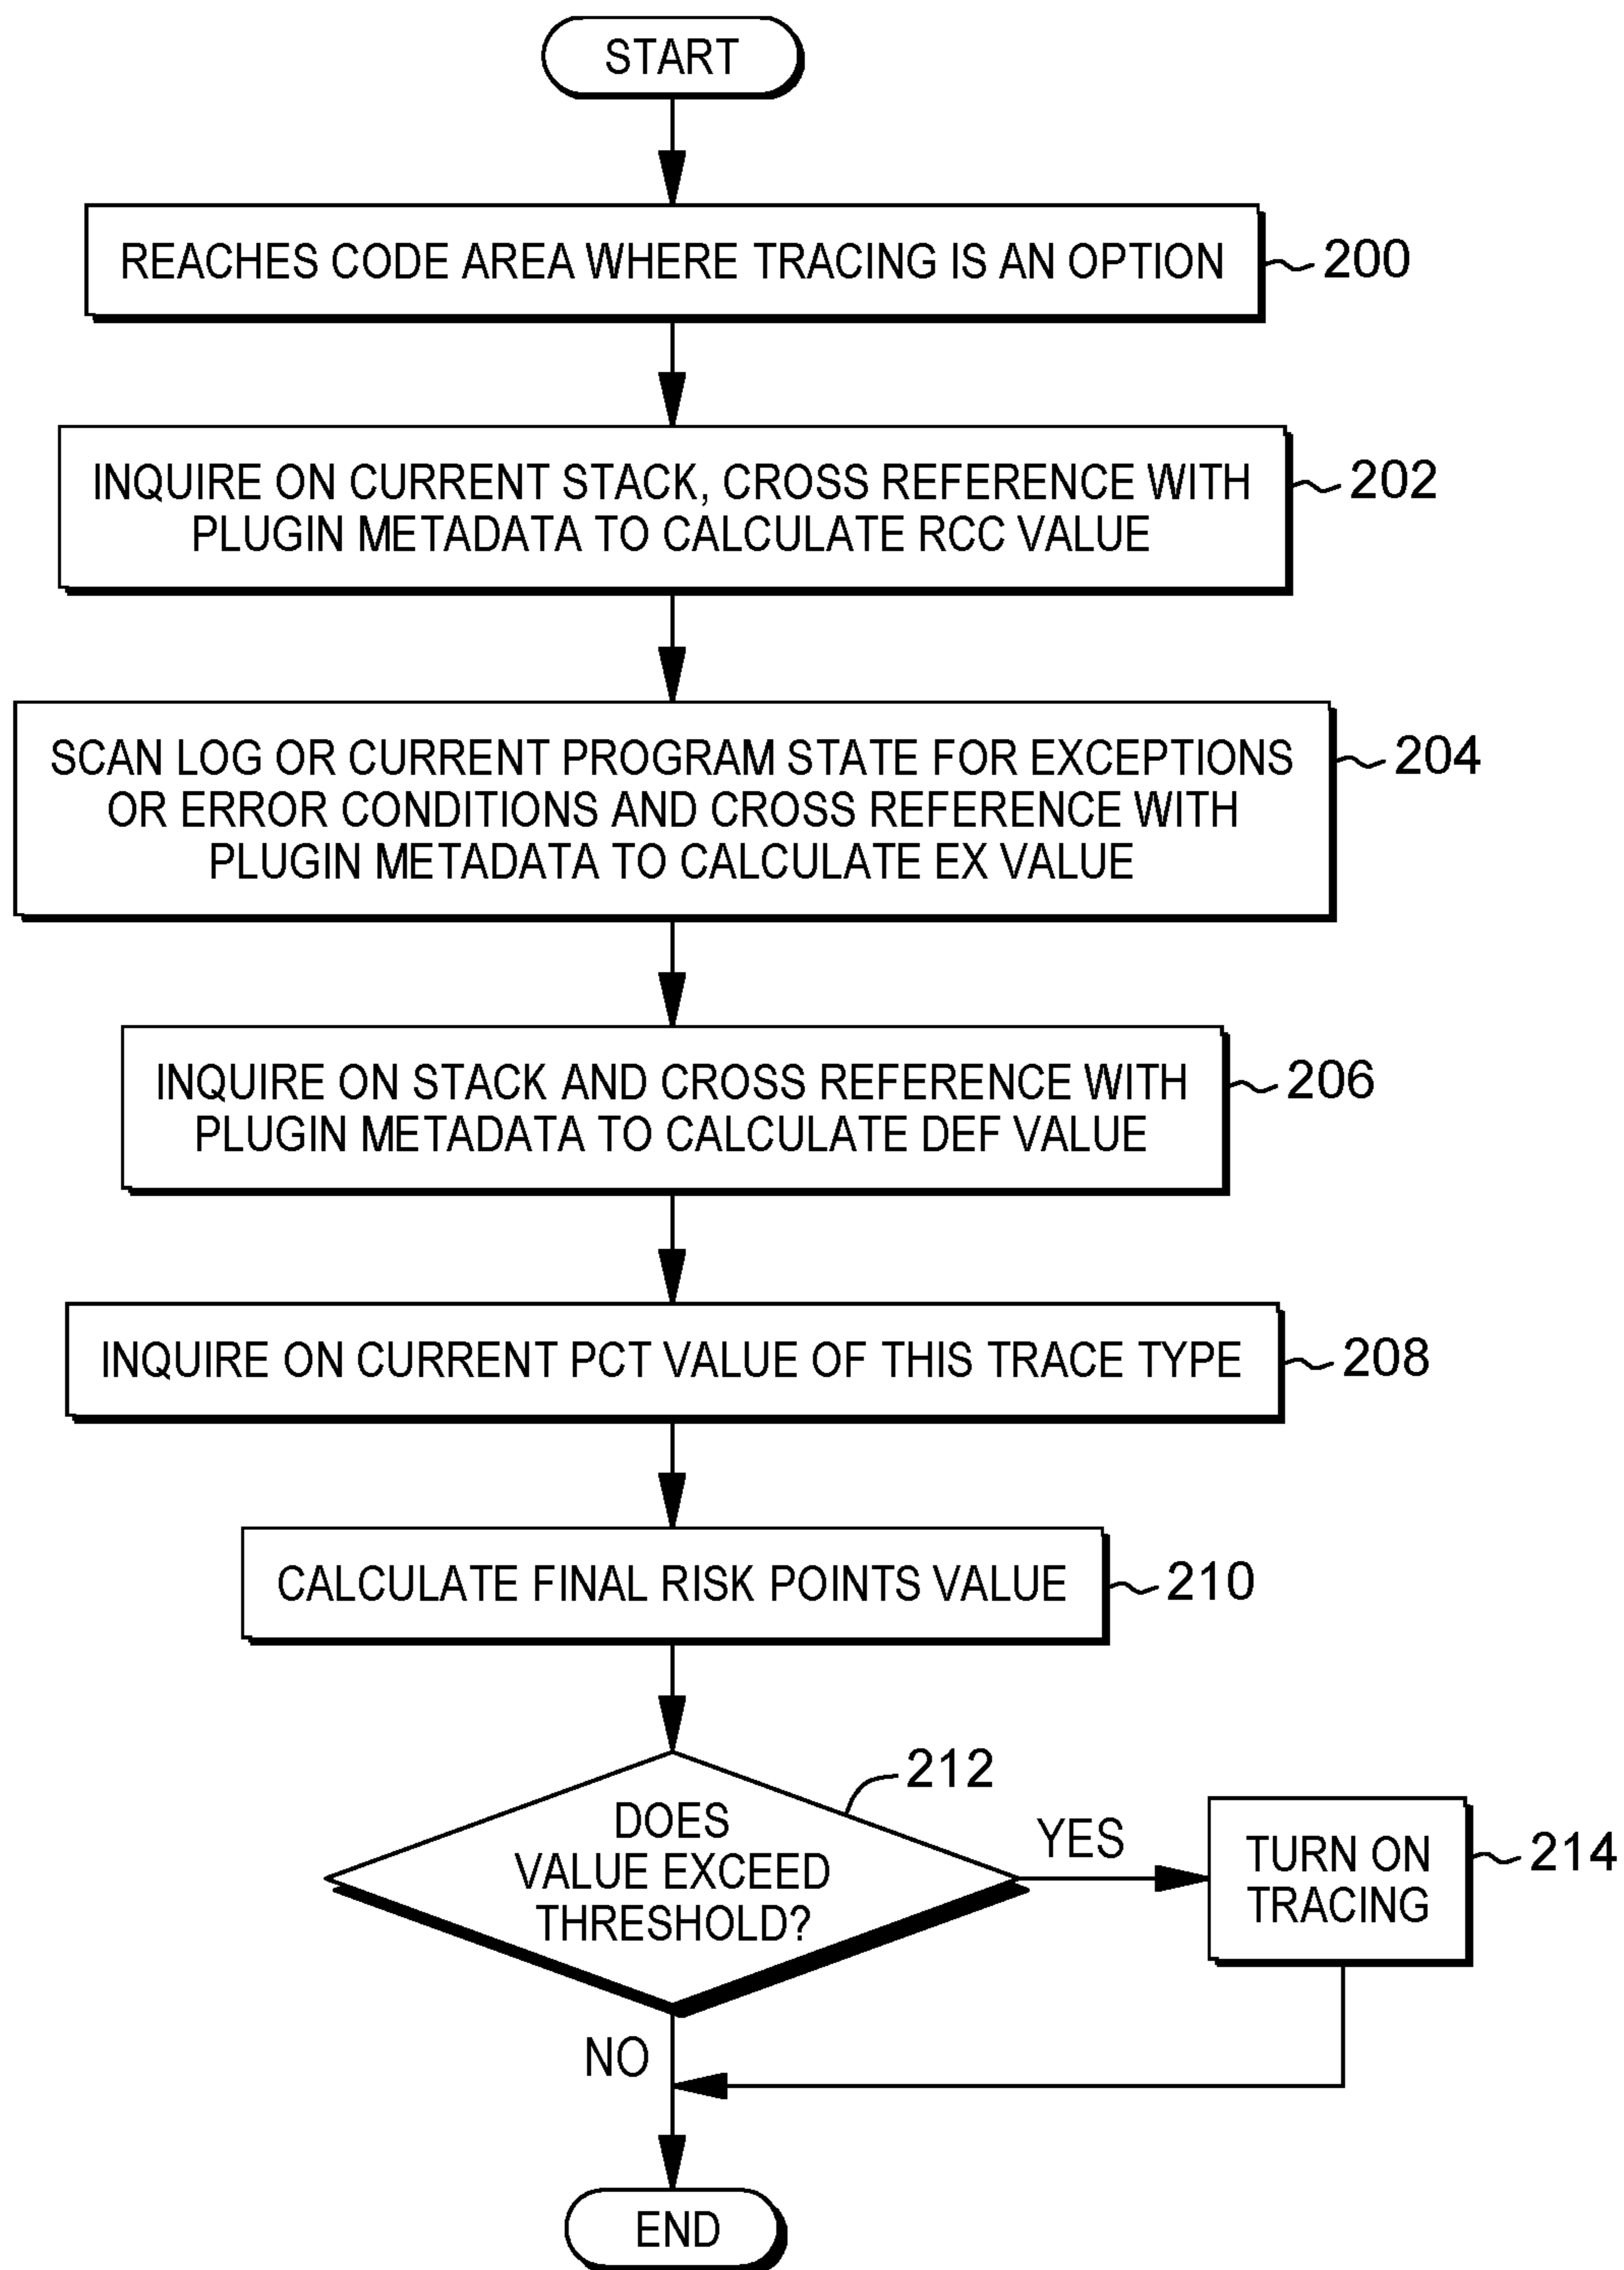 START
REACHES CODE AREA WHERE TRACING IS AN OPTION
200
INQUIRE ON CURRENT STACK, CROSS REFERENCE WITH
PLUGIN METADATA TO CALCULATE RCC VALUE
202
SCAN LOG OR CURRENT PROGRAM STATE FOR EXCEPTIONS
OR ERROR CONDITIONS AND CROSS REFERENCE WITH
PLUGIN METADATA TO CALCULATE EX VALUE
204
INQUIRE ON STACK AND CROSS REFERENCE WITH
PLUGIN METADATA TO CALCULATE DEF VALUE
206
INQUIRE ON CURRENT PCT VALUE OF THIS TRACE TYPE
208
CALCULATE FINAL RISK POINTS VALUE
210
212
DOES
VALUE EXCEED
THRESHOLD?
YES
TURN ON
TRACING
214
NO
END